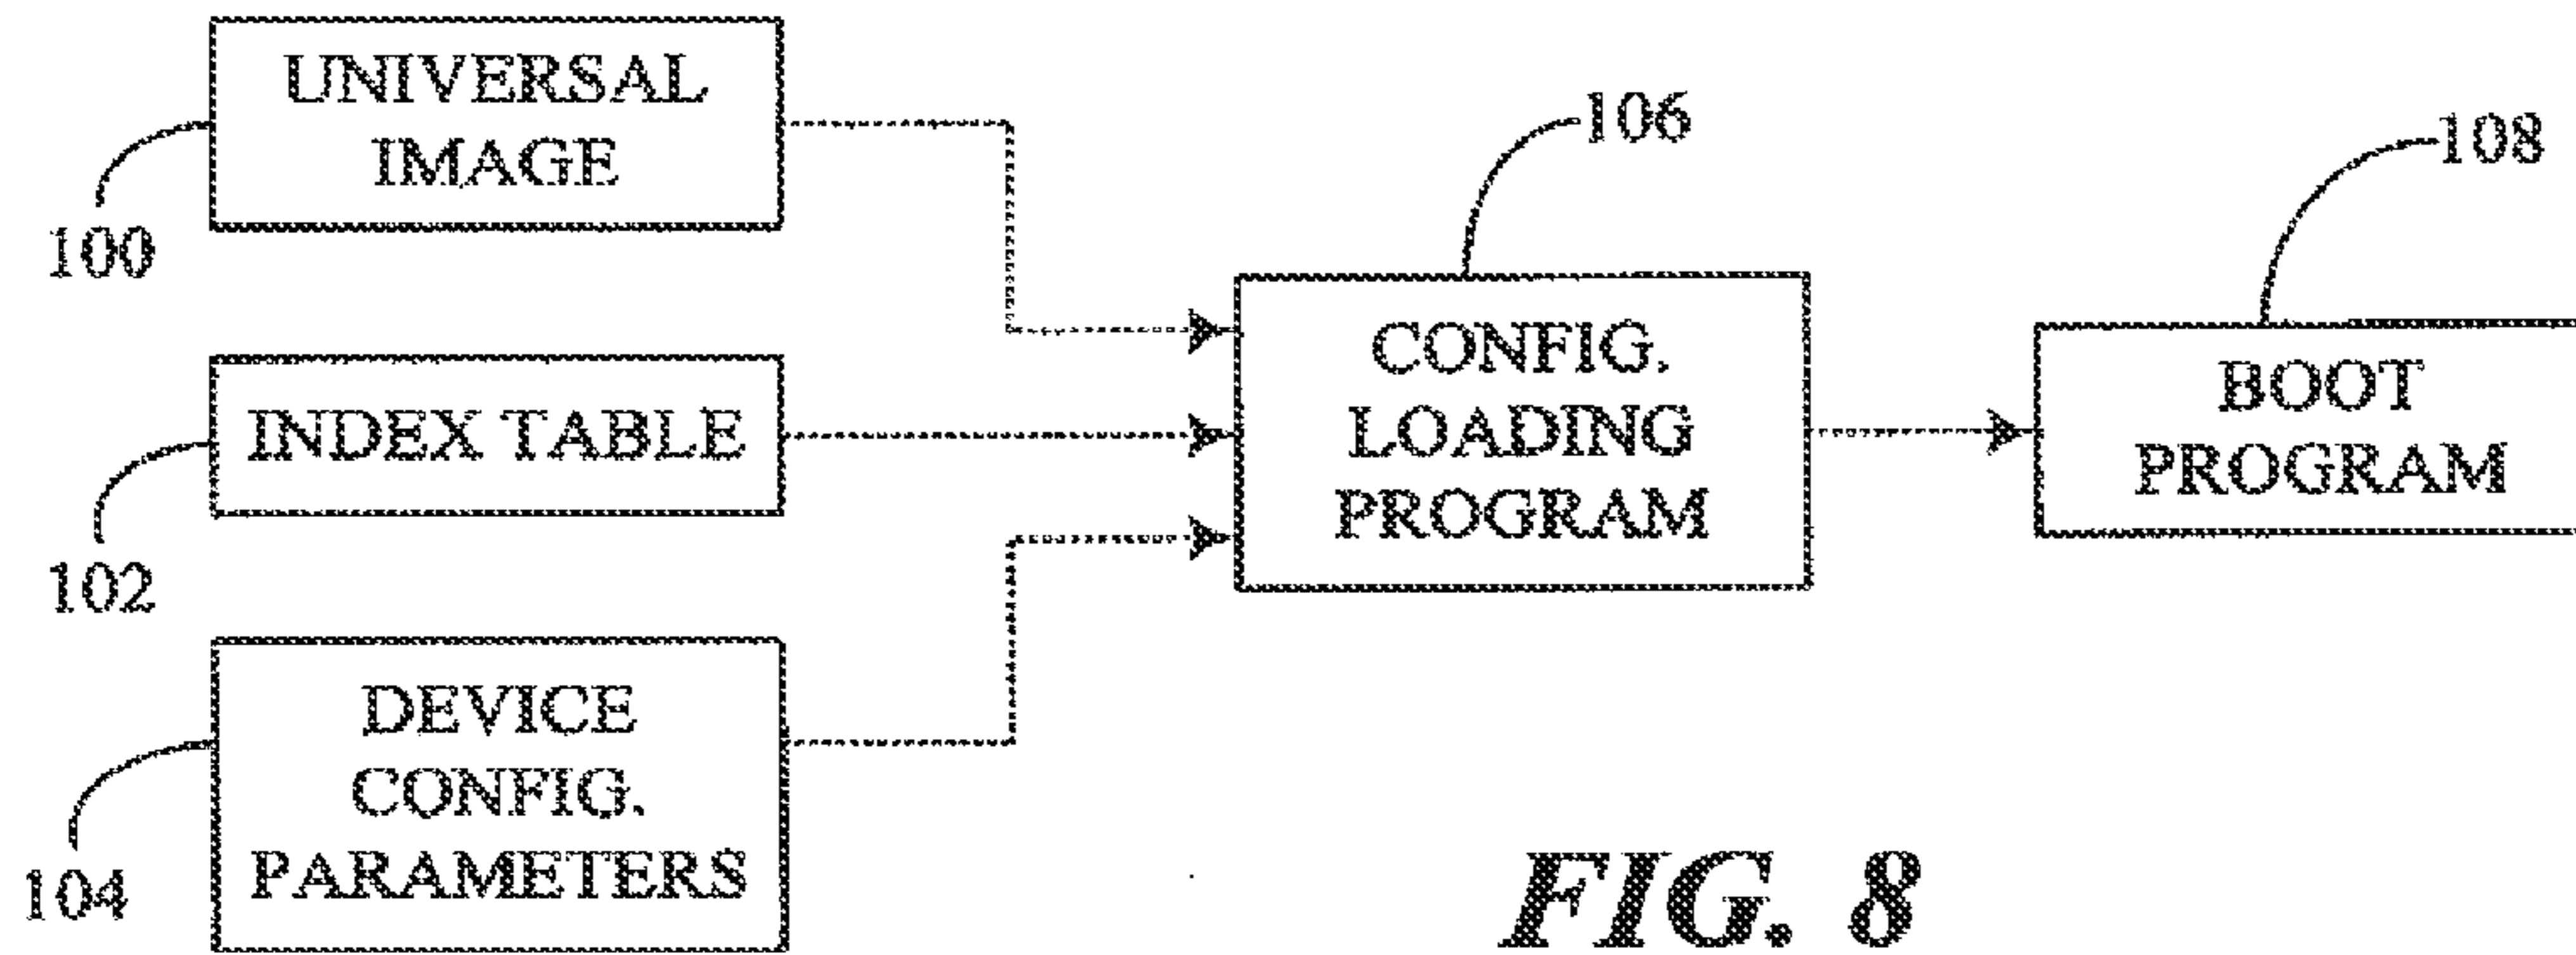 UNIVERSAL
IMAGE
100
INDEX TABLE
102
DEVICE
CONFIG.
PARAMETERS
104
106
CONFIG.
LOADING
PROGRAM
108
BOOT
PROGRAM
FIG. 8